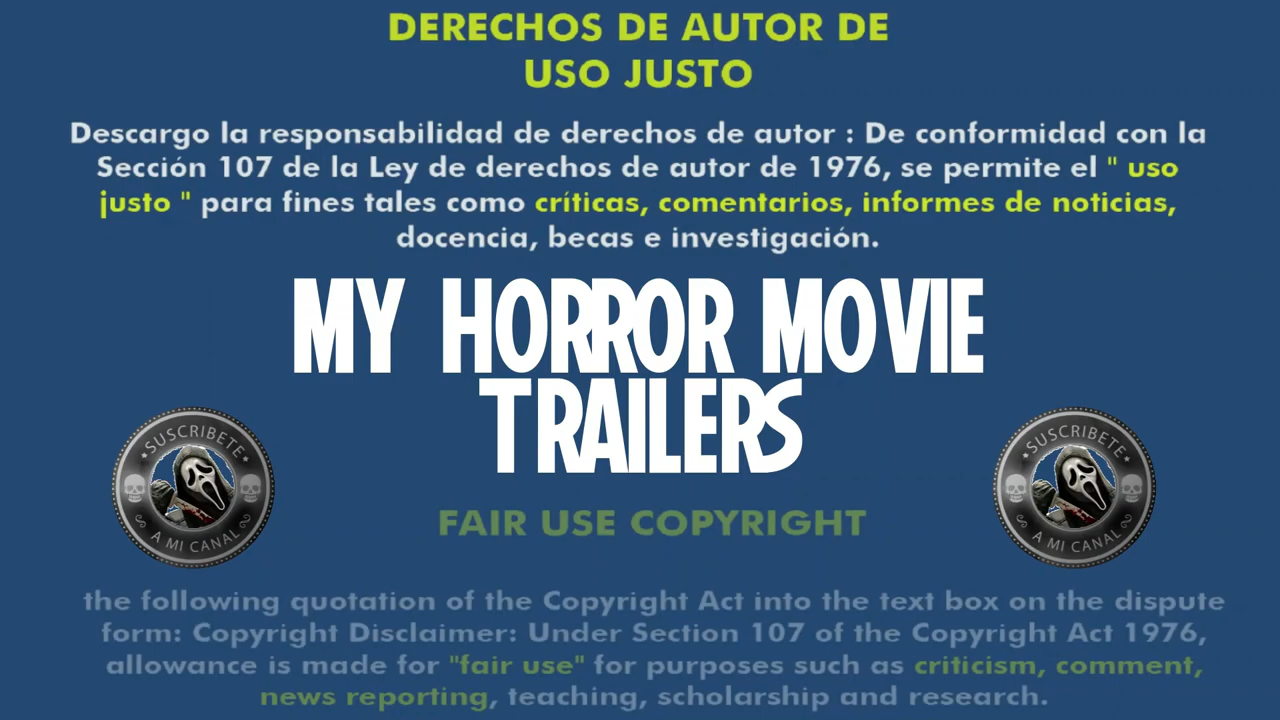 DERECHOS DE AUTOR DE
USO JUSTO
Descargo la responsabilidad de derechos de autor : De conformidad con la
Sección 107 de la Ley de derechos de autor de 1976, se permite el " uso
justo " para fines tales como críticas, comentarios, informes de noticias,
docencia, becas e investigación.
MY HORROR MOVIE
TRAILERS
SUSCRIBETE
A MI CANAL
SUSCRIBETE
A MI CANAL
FAIR USE COPYRIGHT
the following quotation of the Copyright Act into the text box on the dispute
form: Copyright Disclaimer: Under Section 107 of the Copyright Act 1976,
allowance is made for "fair use" for purposes such as criticism, comment,
news reporting, teaching, scholarship and research.